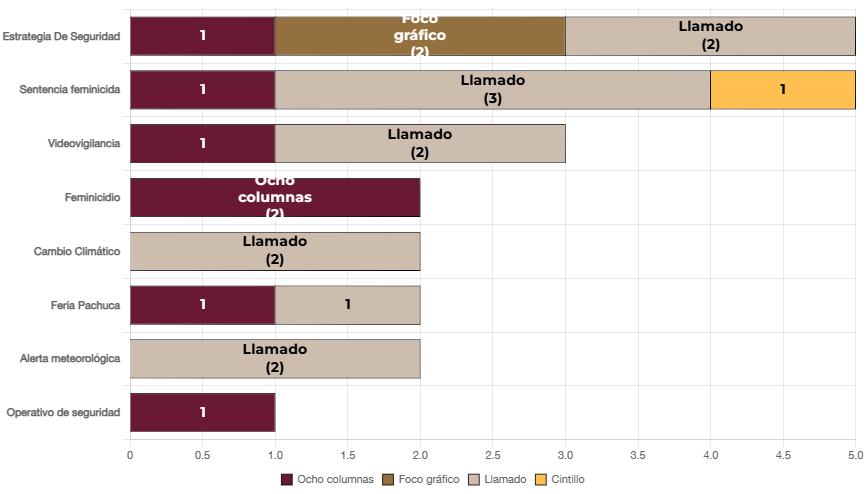 Estrategia De Seguridad
1
Foco
gráfico
(2)
Llamado
(2)
Sentencia feminicida
1
Llamado
(3)
1
Videovigilancia
1
Llamado
(2)
Feminicidio
Ocho
columnas
(2)
Cambio Climático
Llamado
(2)
Feria Pachuca
1
1
Alerta meteorológica
Llamado
(2)
Operativo de seguridad
1
0 0.5 1.0 1.5 2.0 2.5 3.0 3.5 4.0 4.5 5.0
Ocho columnas Foco gráfico Llamado Cintillo